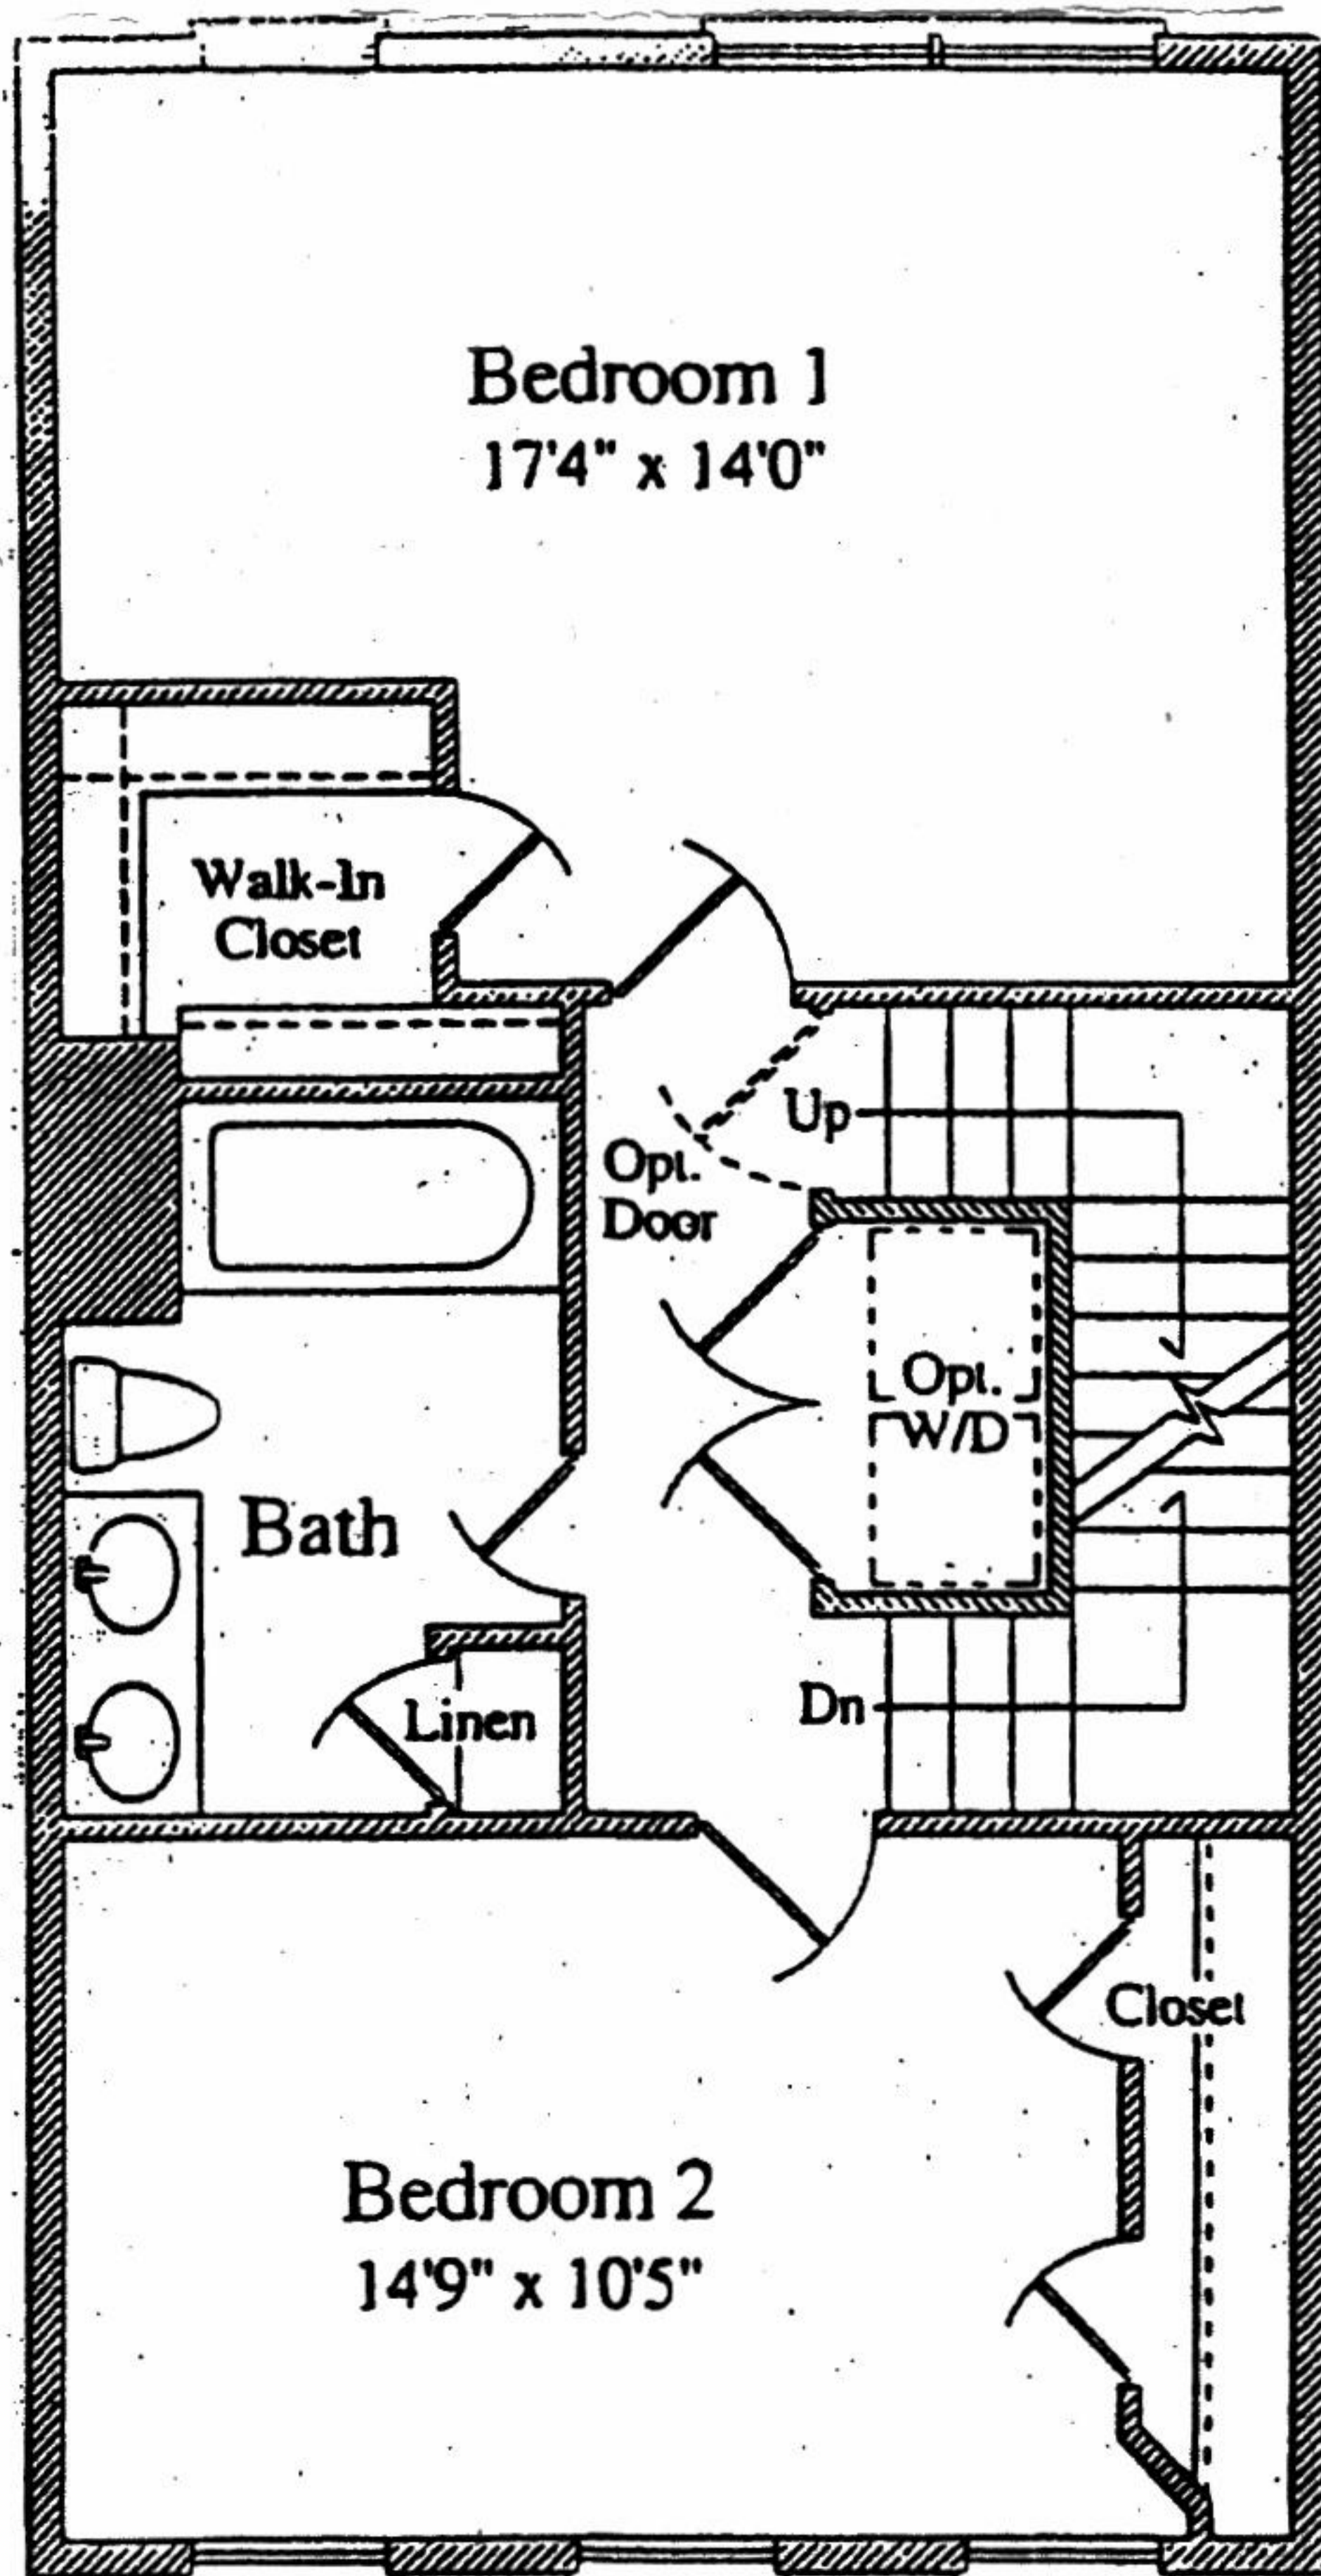 Bedroom 1
17'4" x 14'0"
Walk-In
Closet
Up
Opt.
Door
Opt.
W/D
Bath
Linen
Dn
Closet
Bedroom 2
14'9" x 10'5"